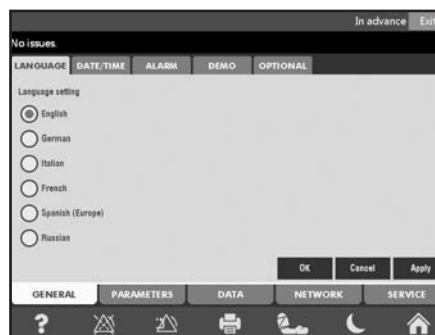 In advance Exit
No issues.
LANGUAGE DATE/TIME ALARM DEMO OPTIONAL
Language setting
English
German
Italian
French
Spanish (Europe)
Russian
OK Cancel Apply
GENERAL PARAMETERS DATA NETWORK SERVICE
?